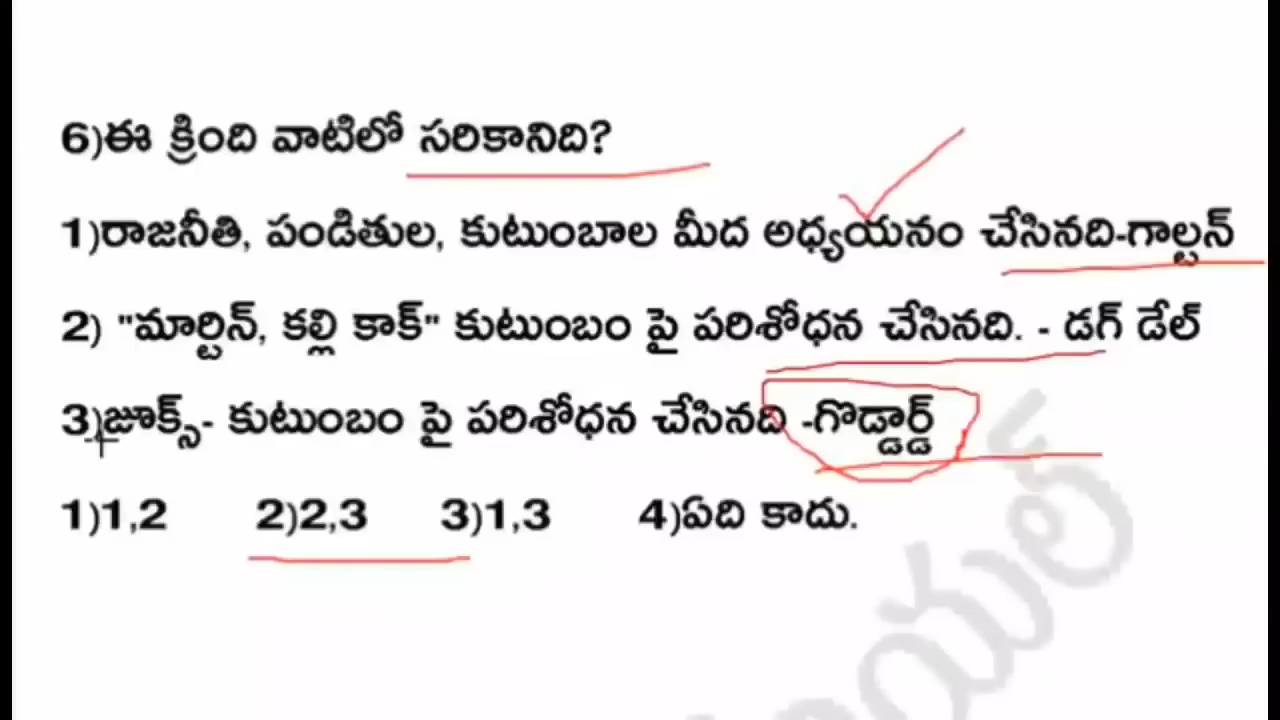 6)ఈ క్రింది వాటిలో సరికానిది?
1)రాజనీతి, పండితుల, కుటుంబాల మీద అధ్యయనం చేసినది-గాల్టన్
2) "మార్టిన్, కల్లి కాక్" కుటుంబం పై పరిశోధన చేసినది. - డగ్ డేల్
3)జూక్స్- కుటుంబం పై పరిశోధన చేసినది -గొడ్డార్డ్
1)1,2 2)2,3 3)1,3 4)ఏది కాదు.